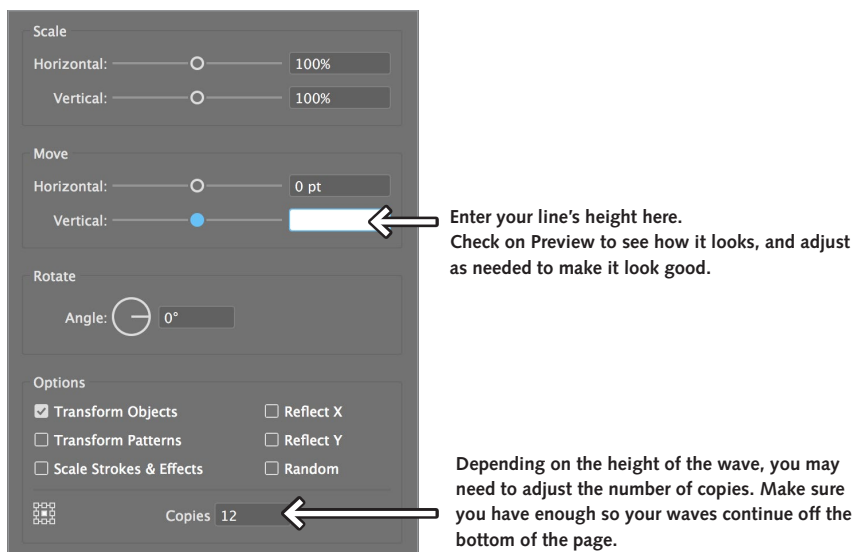 Scale
Horizontal: 100%
Vertical: 100%
Move
Horizontal: 0 pt
Vertical:
Enter your line's height here.
Check on Preview to see how it looks, and adjust
as needed to make it look good.
Rotate
Angle: 0°
Options
Transform Objects Reflect X
Transform Patterns Reflect Y
Scale Strokes & Effects Random
Copies 12
Depending on the height of the wave, you may
need to adjust the number of copies. Make sure
you have enough so your waves continue off the
bottom of the page.